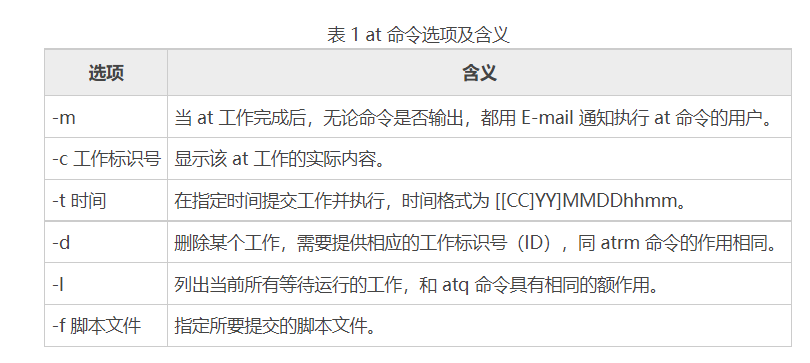 表 1 at 命令选项及含义
选项 含义
-m 当 at 工作完成后，无论命令是否输出，都用 E-mail 通知执行 at 命令的用户。
-c 工作标识号 显示该 at 工作的实际内容。
-t 时间 在指定时间提交工作并执行，时间格式为 [[CC]YY]MMDDhhmm。
-d 删除某个工作，需要提供相应的工作标识号（ID），同 atrm 命令的作用相同。
-l 列出当前所有等待运行的工作，和 atq 命令具有相同的额作用。
-f 脚本文件 指定所要提交的脚本文件。